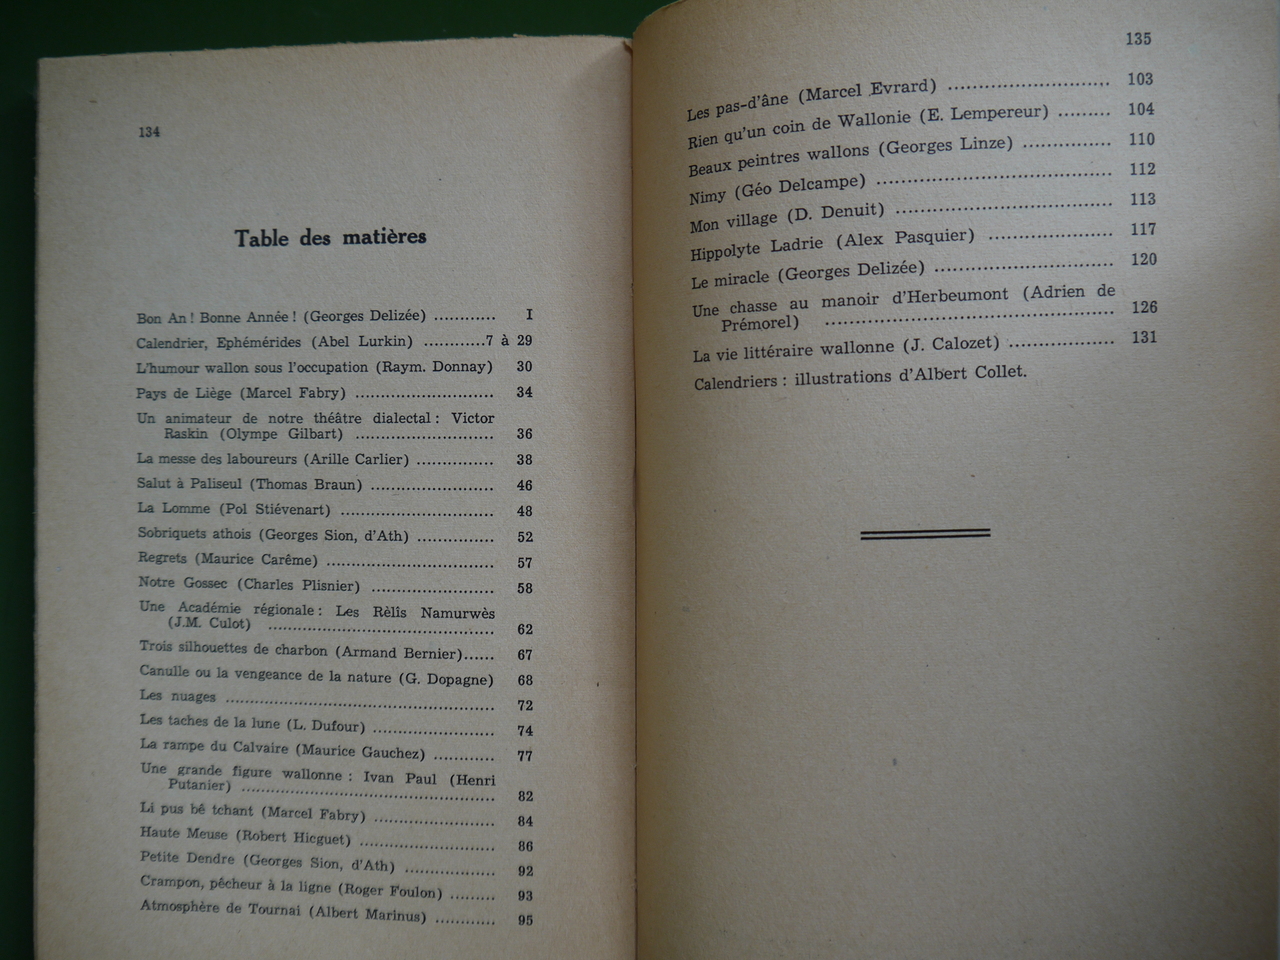 134
Table des matières
Bon An ! Bonne Année ! (Georges Delizée) ............ I
Calendrier, Ephémérides (Abel Lurkin) ............7 à 29
L'humour wallon sous l'occupation (Raym. Donnay) 30
Pays de Liège (Marcel Fabry) ........................... 34
Un animateur de notre théâtre dialectal : Victor
Raskin (Olympe Gilbart) ........................... 36
La messe des laboureurs (Arille Carlier) ............... 38
Salut à Paliseul (Thomas Braun) ........................ 46
La Lomme (Pol Stiévenart) .............................. 48
Sobriquets athois (Georges Sion, d'Ath) ............... 52
Regrets (Maurice Carême) ................................. 57
Notre Gossec (Charles Plisnier) ........................ 58
Une Académie régionale : Les Rèlis Namurwès
(J.M. Culot) .......................................... 62
Trois silhouettes de charbon (Armand Bernier)...... 67
Canulle ou la vengeance de la nature (G. Dopagne) 68
Les nuages ................................................... 72
Les taches de la lune (L. Dufour) ........................ 74
La rampe du Calvaire (Maurice Gauchez) ............ 77
Une grande figure wallonne : Ivan Paul (Henri
Putanier) ................................................ 82
Li pus bê tchant (Marcel Fabry) ........................ 84
Haute Meuse (Robert Hicguet) ........................... 86
Petite Dendre (Georges Sion, d'Ath) .................. 92
Crampon, pêcheur à la ligne (Roger Foulon) ......... 93
Atmosphère de Tournai (Albert Marinus) ............ 95
135
Les pas-d'âne (Marcel Evrard) ........................... 103
Rien qu'un coin de Wallonie (E. Lempereur) ......... 104
Beaux peintres wallons (Georges Linze) ............... 110
Nimy (Géo Delcampe) ....................................... 112
Mon village (D. Denuit) .................................... 113
Hippolyte Ladrie (Alex Pasquier) ..................... 117
Le miracle (Georges Delizée) .............................. 120
Une chasse au manoir d'Herbeumont (Adrien de
Prémorel) ................................................ 126
La vie littéraire wallonne (J. Calozet) .................. 131
Calendriers : illustrations d'Albert Collet.